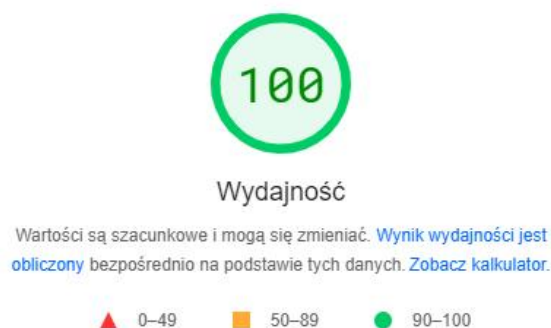 100
Wydajność
Wartości są szacunkowe i mogą się zmieniać. Wynik wydajności jest
obliczony bezpośrednio na podstawie tych danych. Zobacz kalkulator.
0–49 50–89 90–100